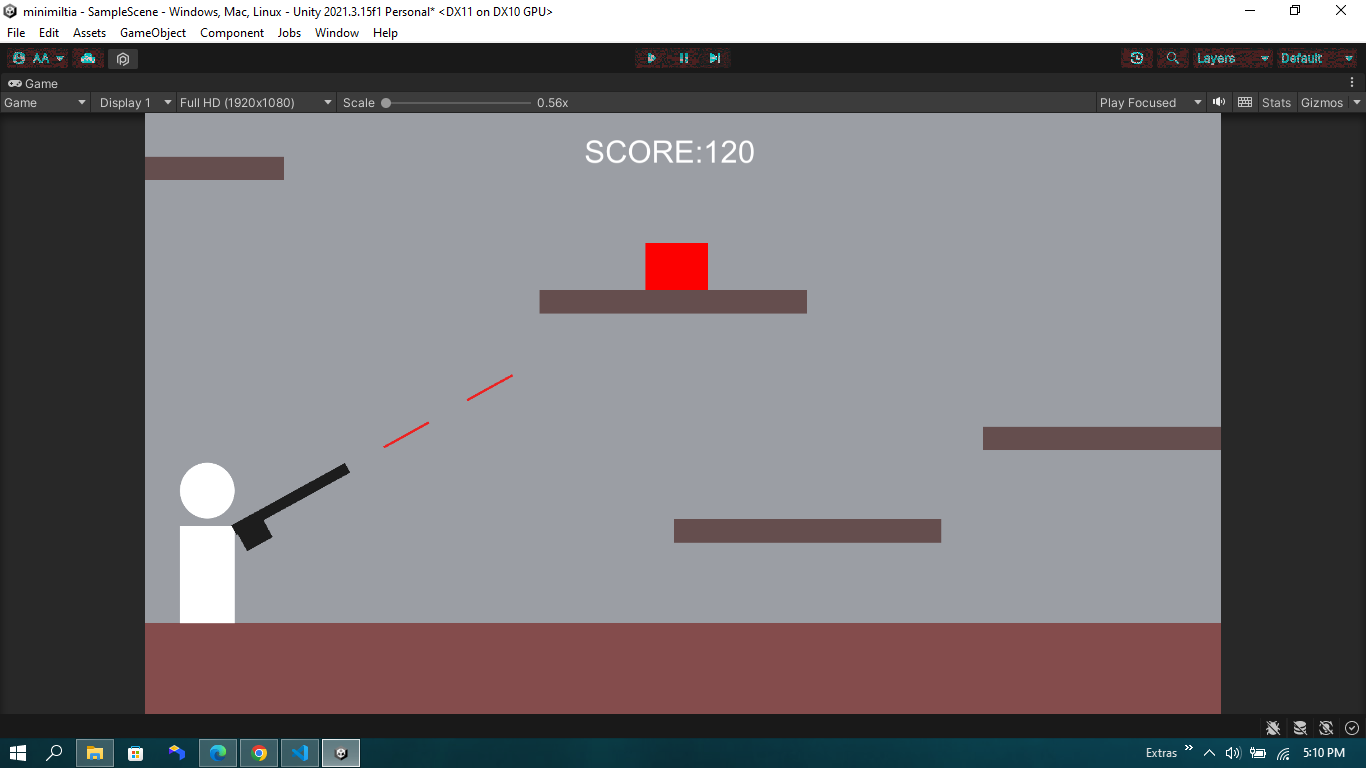 minimiltia - SampleScene - Windows, Mac, Linux - Unity 2021.3.15f1 Personal* <DX11 on DX10 GPU>
File Edit Assets GameObject Component Jobs Window Help
AA Layers Default
Game
Game Display 1 Full HD (1920x1080) Scale 0.56x Play Focused Stats Gizmos
SCORE:120
Extras 5:10 PM